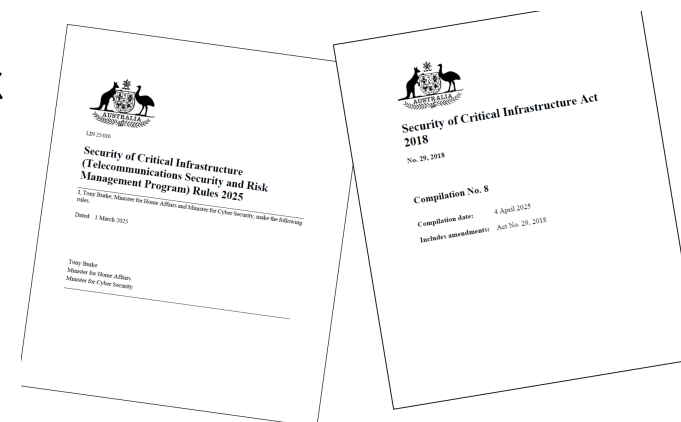 AUSTRALIA
LIN 25/010
Security of Critical Infrastructure
(Telecommunications Security and Risk
Management Program) Rules 2025
I, Tony Burke, Minister for Home Affairs and Minister for Cyber Security, make the following
rules.
Dated 1 March 2025
Tony Burke
Minister for Home Affairs
Minister for Cyber Security
AUSTRALIA
Security of Critical Infrastructure Act
2018
No. 29, 2018
Compilation No. 8
Compilation date: 4 April 2025
Includes amendments: Act No. 29, 2018